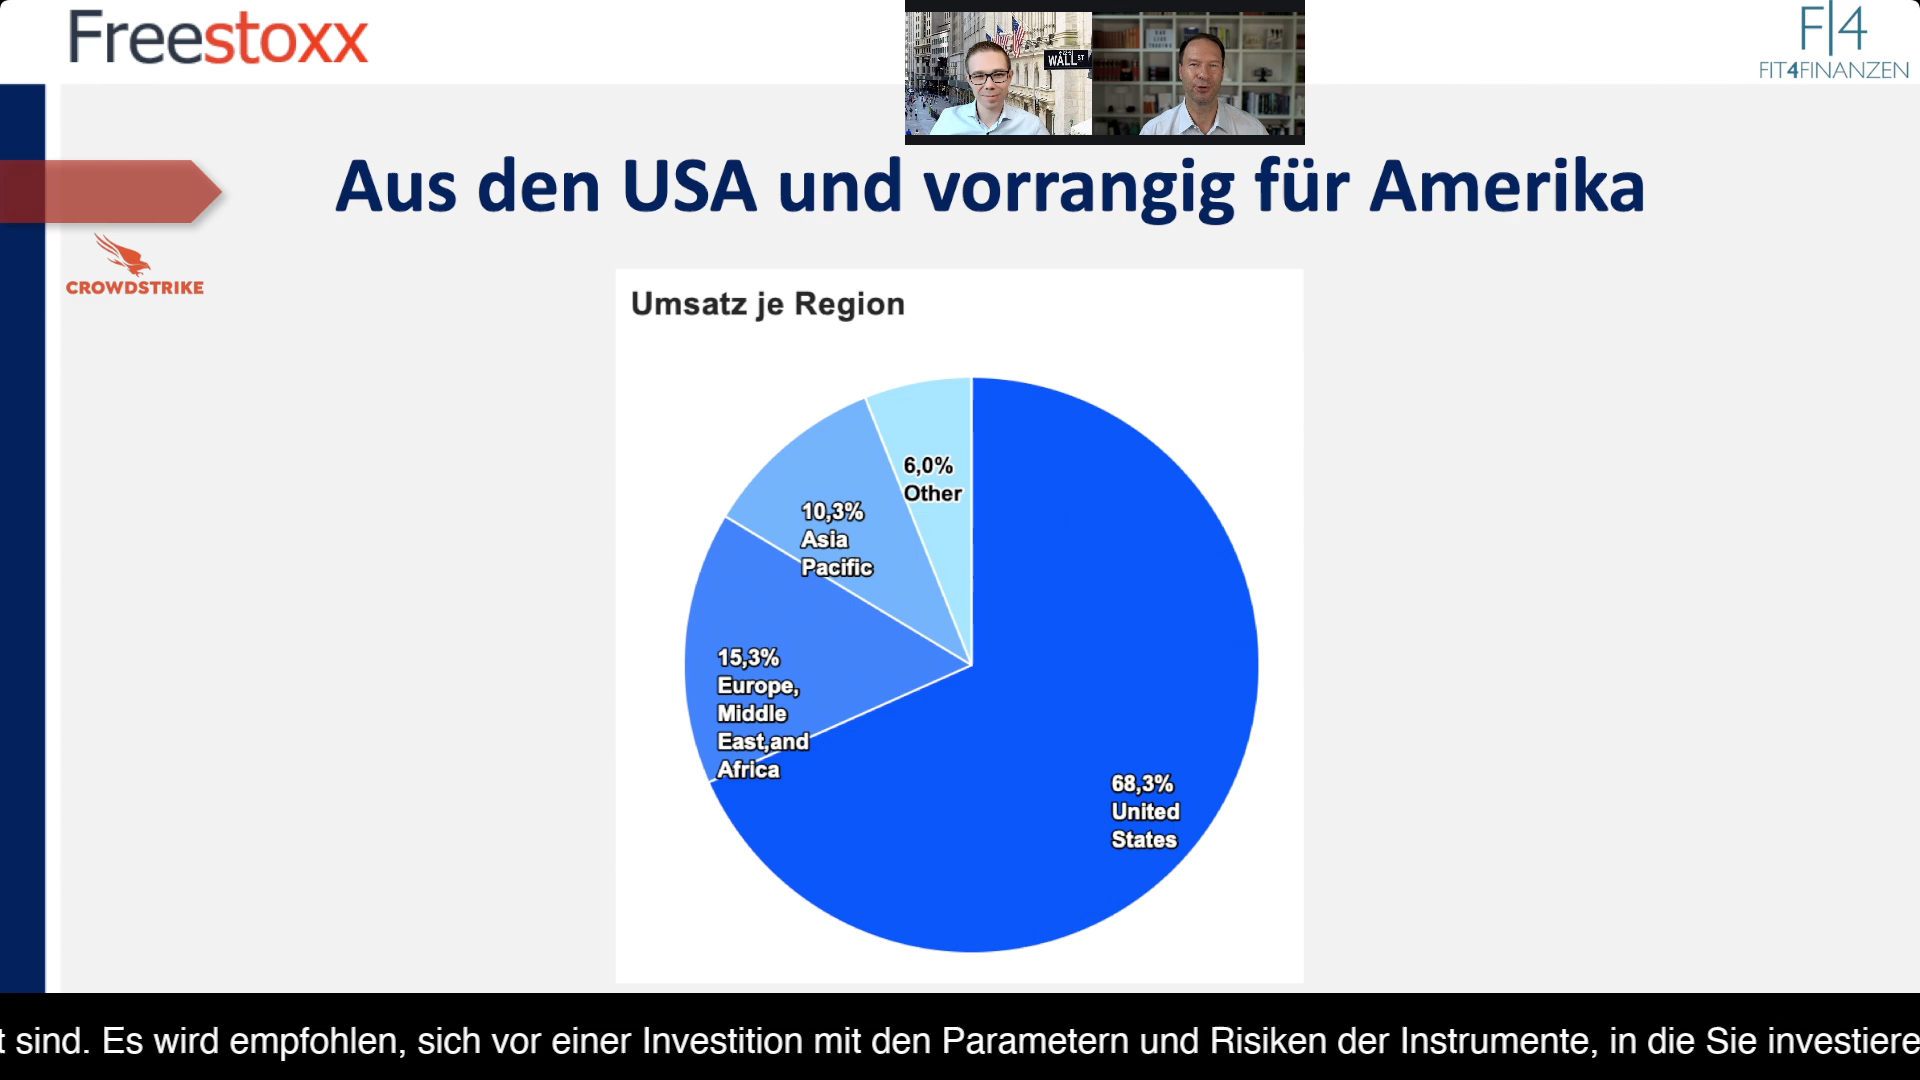 Freestoxx
WALL ST
F|4
FIT4FINANZEN
Aus den USA und vorrangig für Amerika
CROWDSTRIKE
Umsatz je Region
6,0%
Other
10,3%
Asia
Pacific
15,3%
Europe,
Middle
East,and
Africa
68,3%
United
States
t sind. Es wird empfohlen, sich vor einer Investition mit den Parametern und Risiken der Instrumente, in die Sie investiere